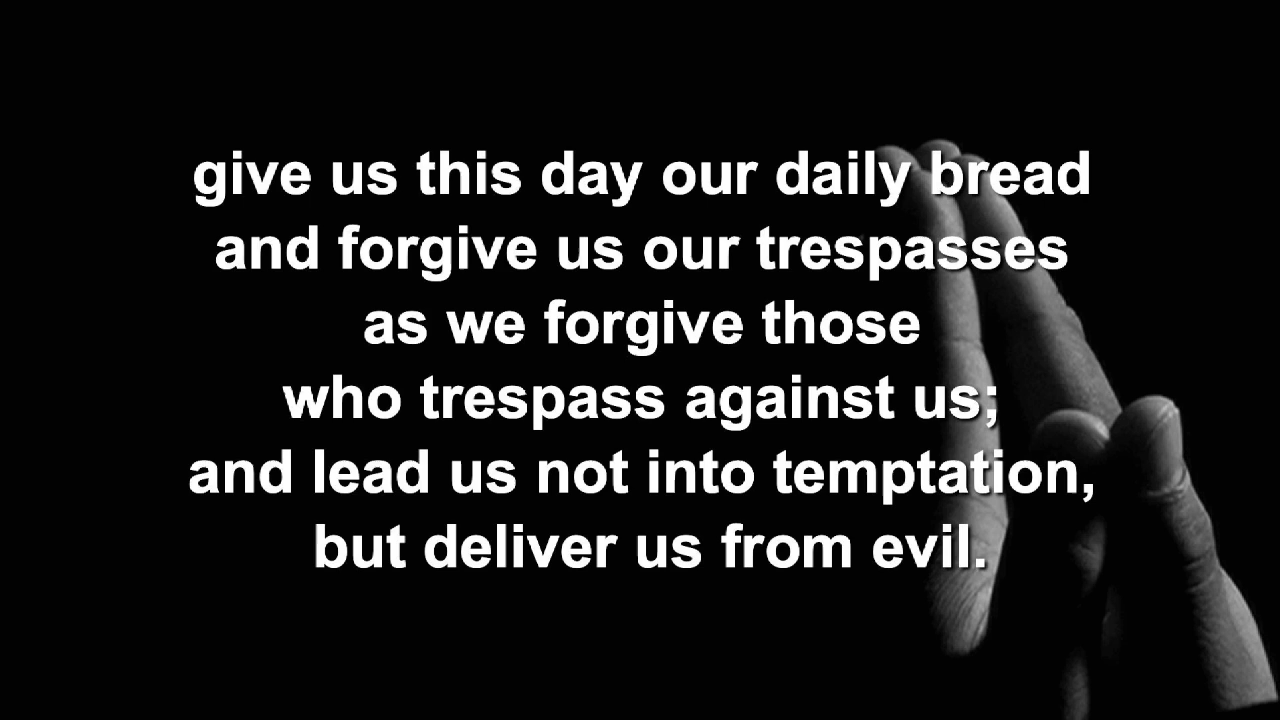 give us this day our daily bread
and forgive us our trespasses
as we forgive those
who trespass against us;
and lead us not into temptation,
but deliver us from evil.